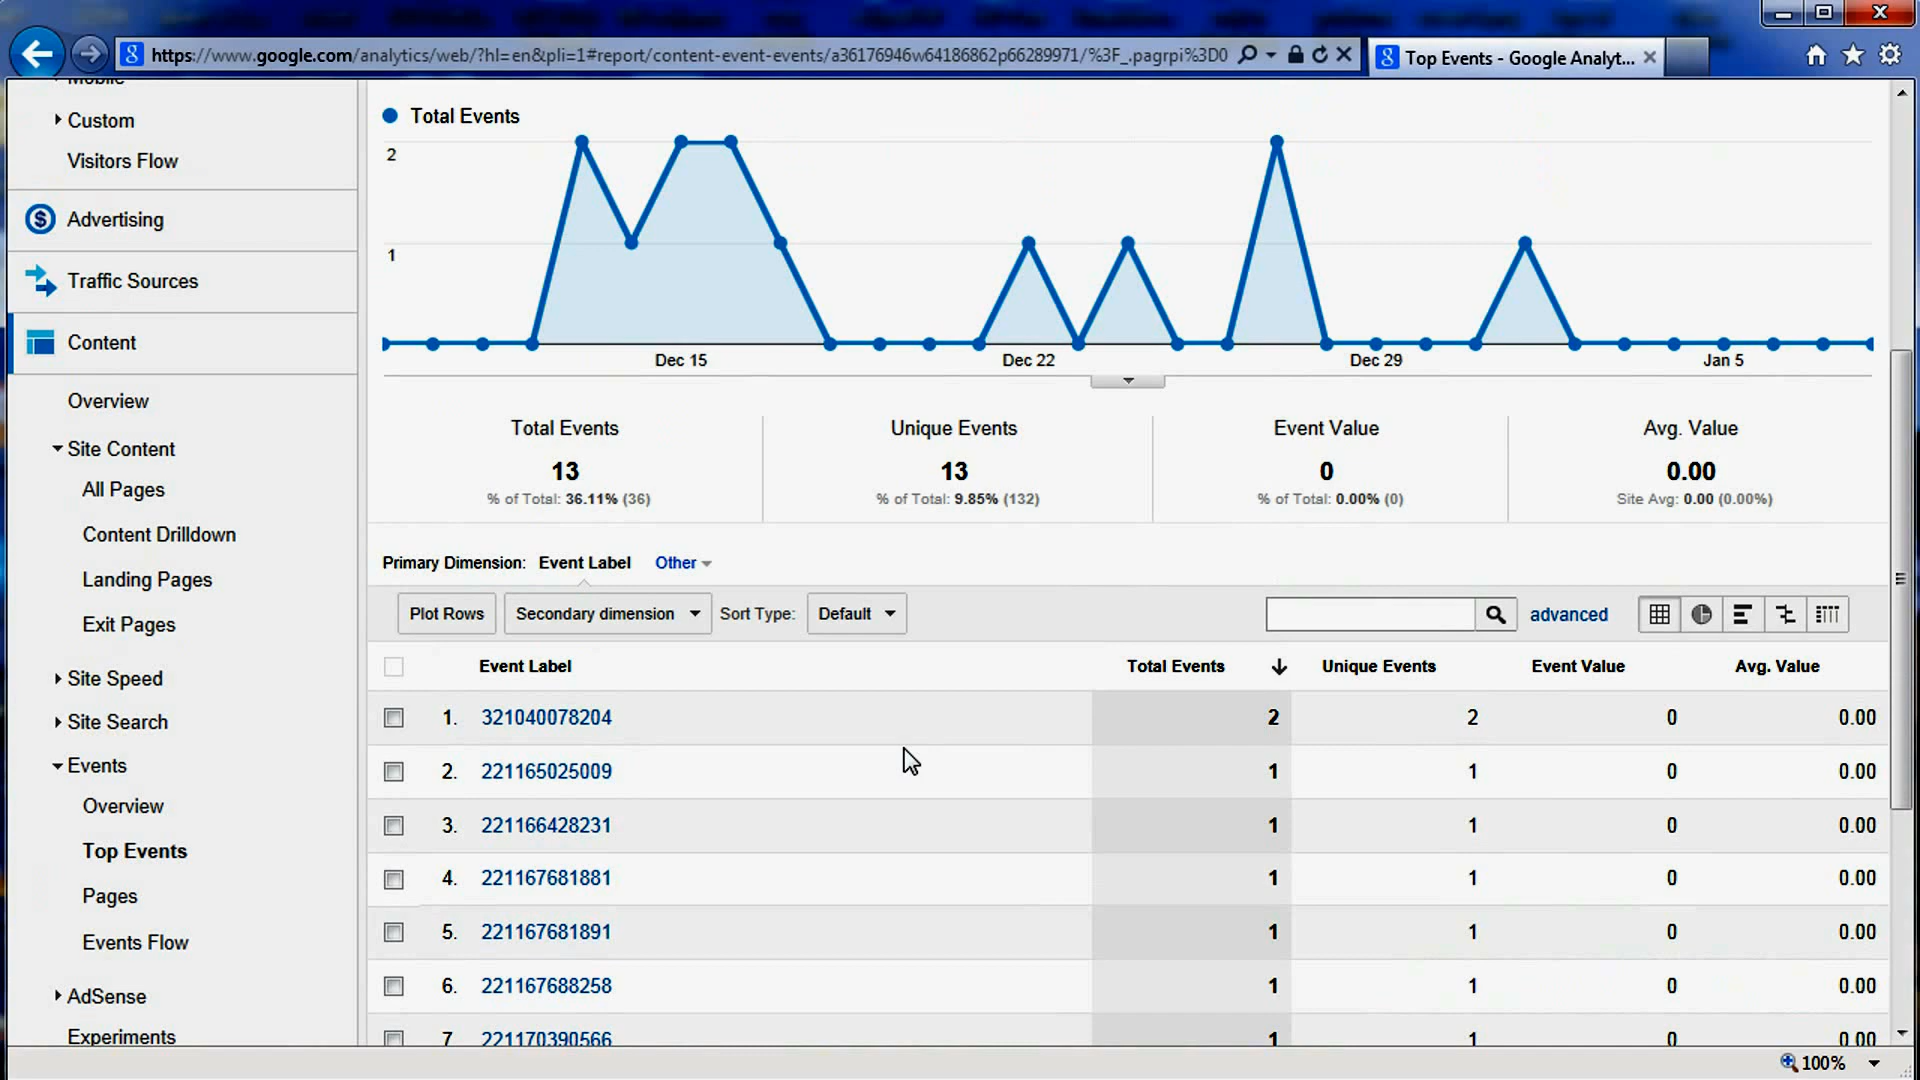 https://www.google.com/analytics/web/?hl=en&pli=1#report/content-event-events/a36176946w64186862p66289971/%3F_.pagrpi%3D0
Top Events - Google Analyt...
Mobile
Custom
Visitors Flow
Advertising
Traffic Sources
Content
Overview
Site Content
All Pages
Content Drilldown
Landing Pages
Exit Pages
Site Speed
Site Search
Events
Overview
Top Events
Pages
Events Flow
AdSense
Experiments
Total Events
2
1
Dec 15 Dec 22 Dec 29 Jan 5
Total Events Unique Events Event Value Avg. Value
13 13 0 0.00
% of Total: 36.11% (36) % of Total: 9.85% (132) % of Total: 0.00% (0) Site Avg: 0.00 (0.00%)
Primary Dimension: Event Label Other
Plot Rows Secondary dimension Sort Type: Default advanced
Event Label Total Events Unique Events Event Value Avg. Value
1. 321040078204 2 2 0 0.00
2. 221165025009 1 1 0 0.00
3. 221166428231 1 1 0 0.00
4. 221167681881 1 1 0 0.00
5. 221167681891 1 1 0 0.00
6. 221167688258 1 1 0 0.00
7. 221170390566 1 1 0 0.00
100%